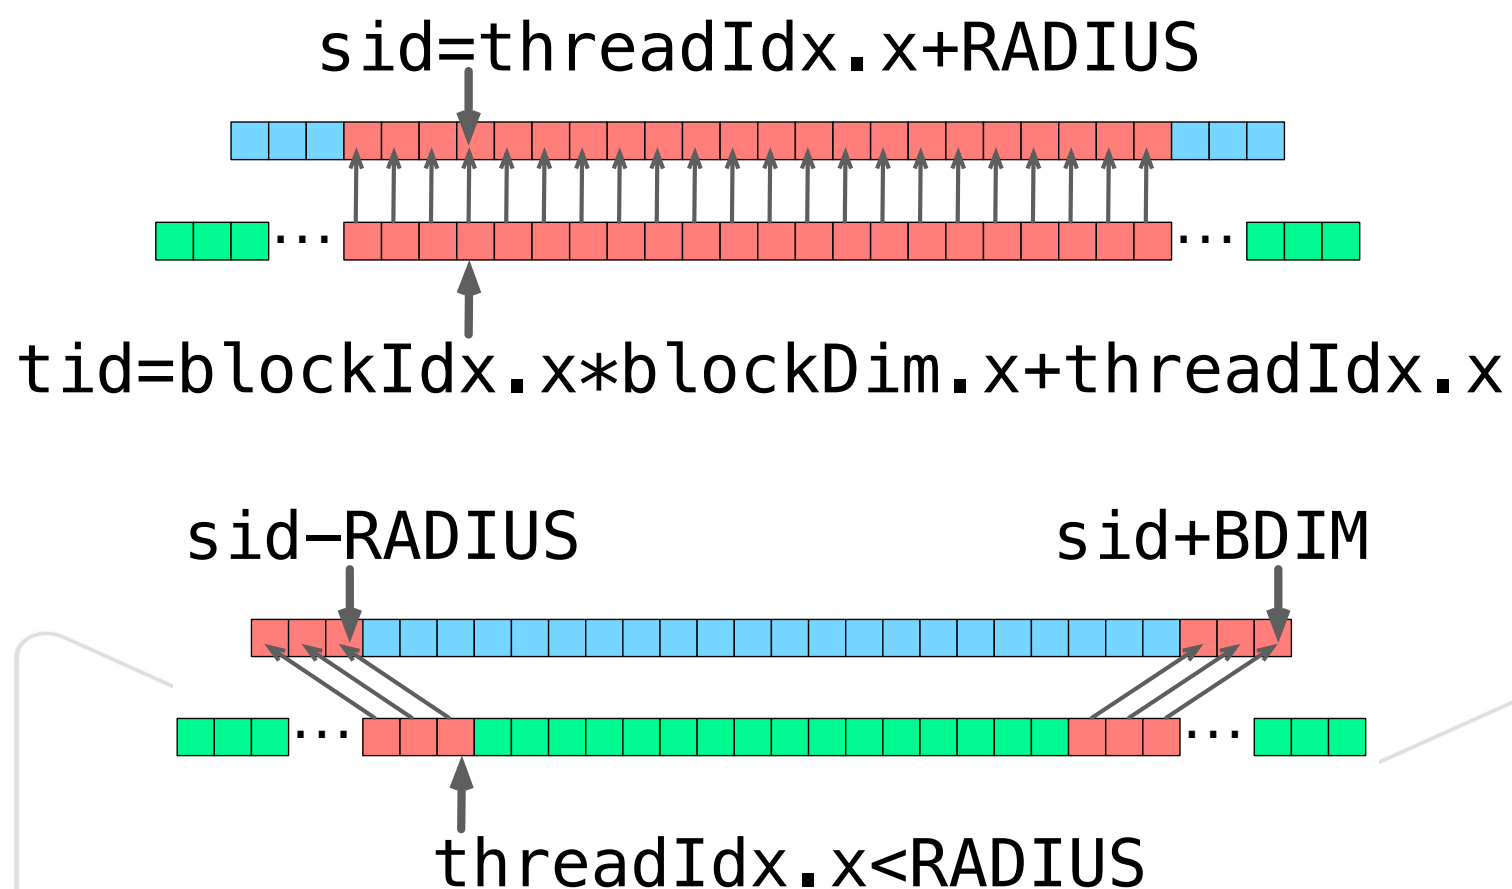 sid=threadIdx.x+RADIUS
... ...
tid=blockIdx.x*blockDim.x+threadIdx.x
sid−RADIUS sid+BDIM
... ...
threadIdx.x<RADIUS